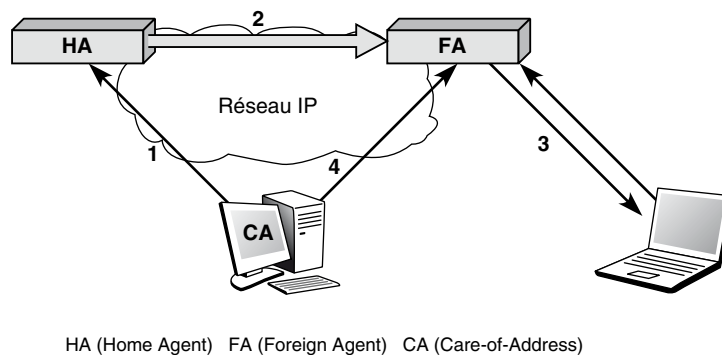 2
HA
FA
Réseau IP
1
4
3
CA
HA (Home Agent) FA (Foreign Agent) CA (Care-of-Address)